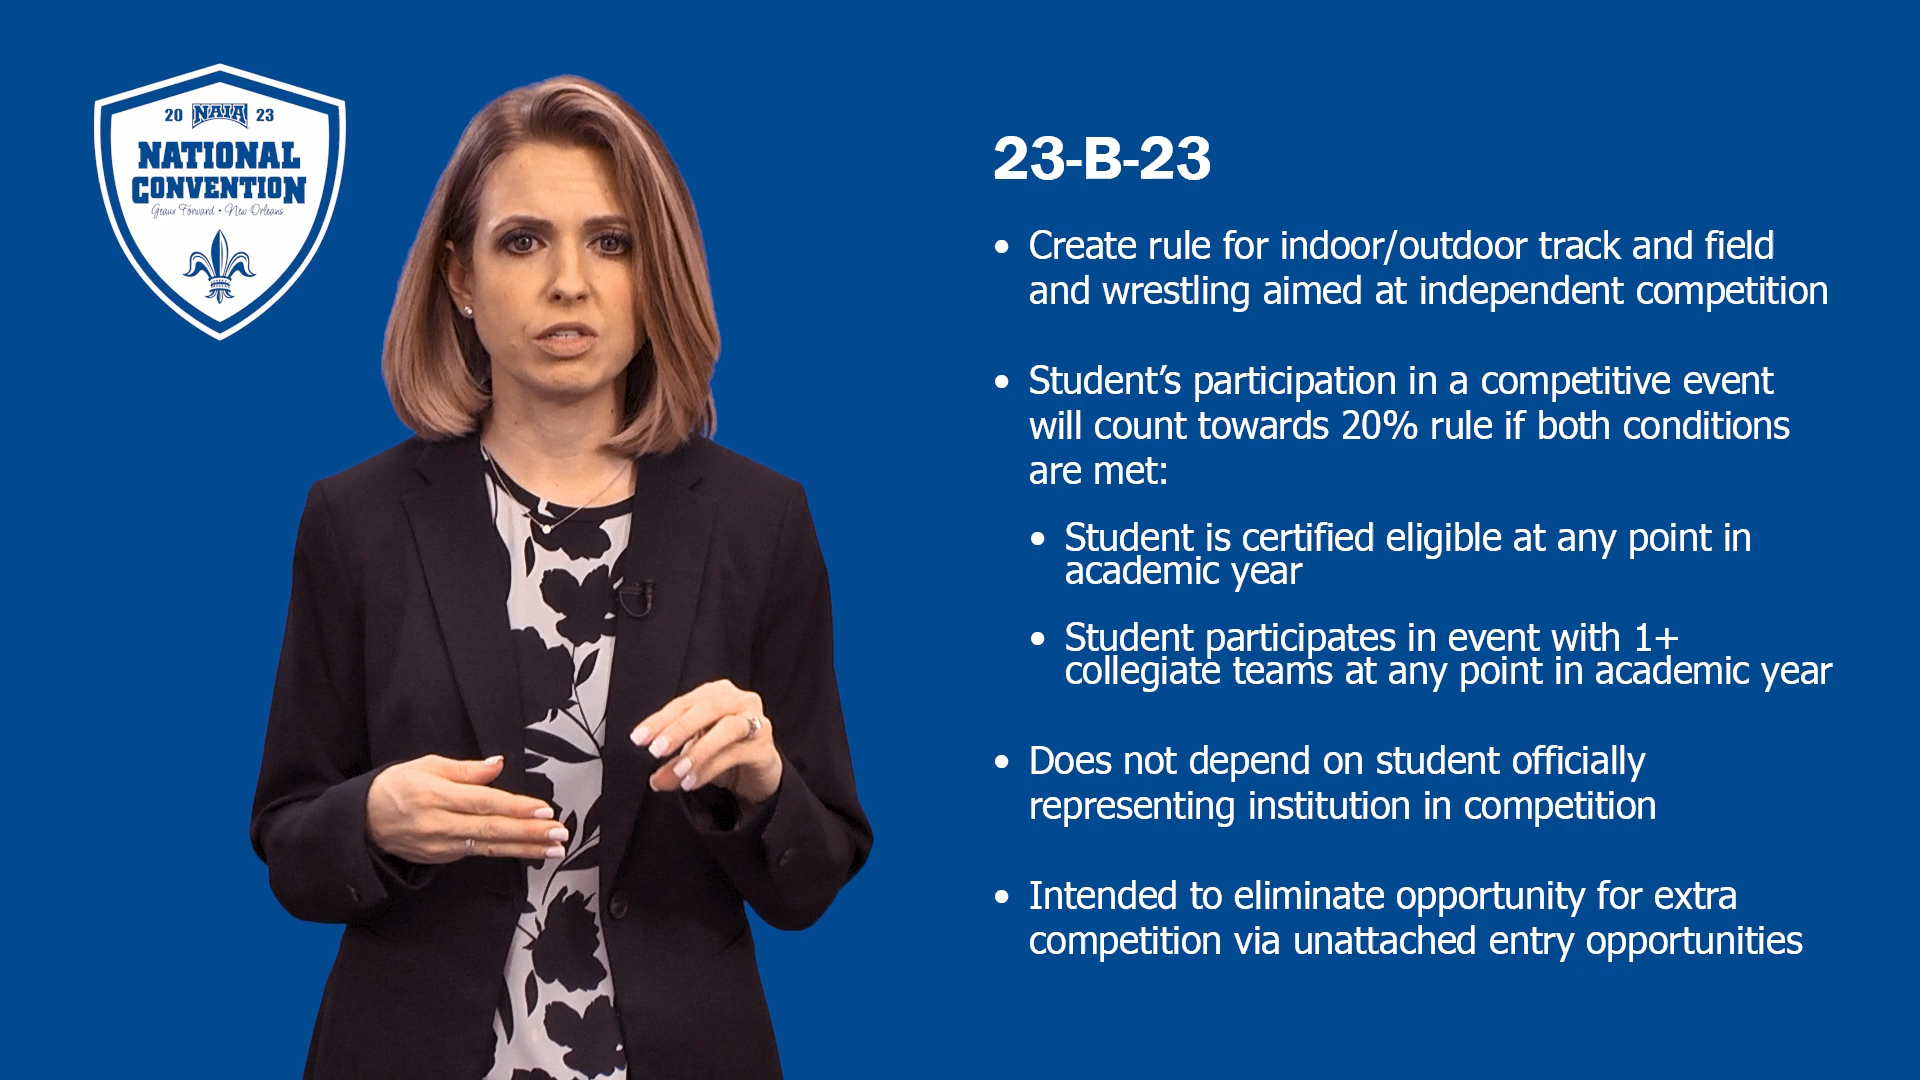 20 NAIA 23
NATIONAL
CONVENTION
Geaux Forward • New Orleans
23-B-23
• Create rule for indoor/outdoor track and field
and wrestling aimed at independent competition
• Student’s participation in a competitive event
will count towards 20% rule if both conditions
are met:
• Student is certified eligible at any point in
academic year
• Student participates in event with 1+
collegiate teams at any point in academic year
• Does not depend on student officially
representing institution in competition
• Intended to eliminate opportunity for extra
competition via unattached entry opportunities